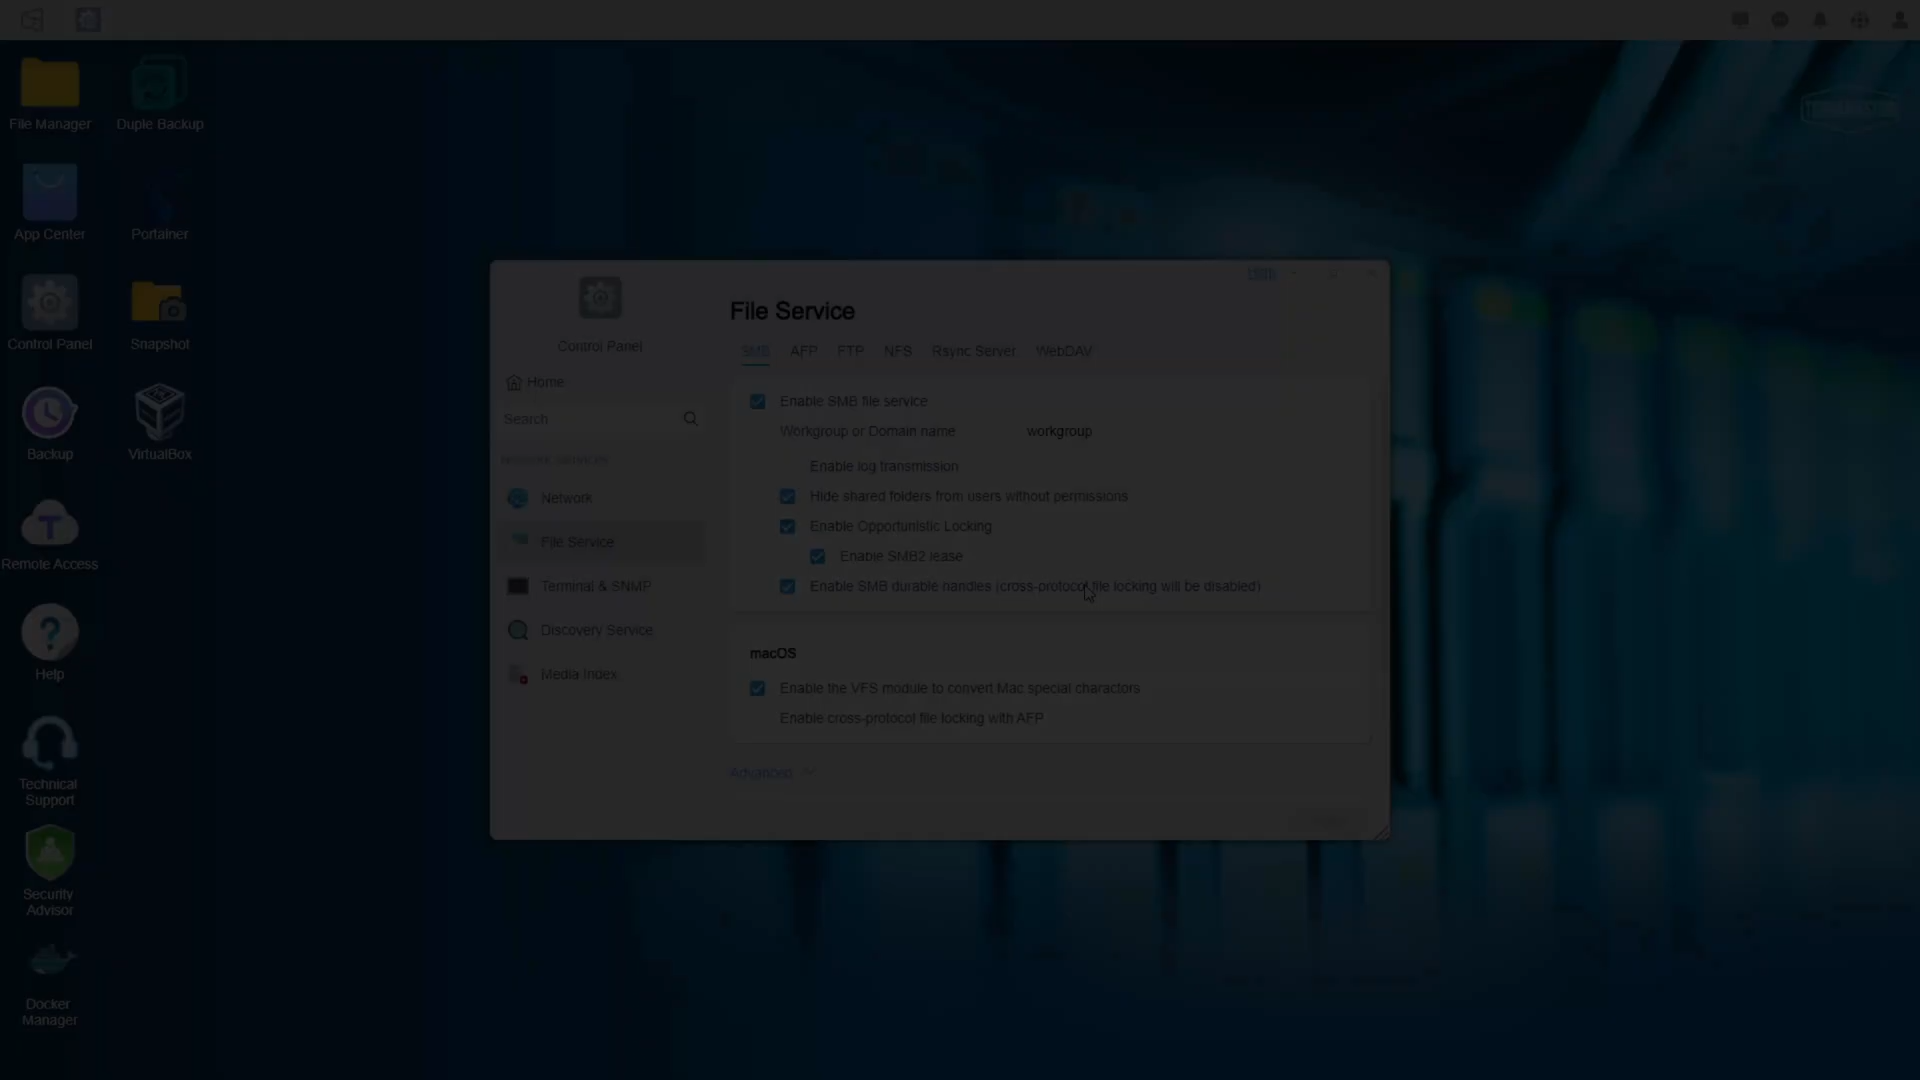 File Manager
Duple Backup
App Center
Portainer
Control Panel
Snapshot
Backup
VirtualBox
Remote Access
Help
Technical
Support
Security
Advisor
Docker
Manager
Control Panel
Home
Search
Network
File Service
Terminal & SNMP
Discovery Service
Media Index
File Service
SMB AFP FTP NFS Rsync Server WebDAV
Enable SMB file service
Workgroup or Domain name workgroup
Enable log transmission
Hide shared folders from users without permissions
Enable Opportunistic Locking
Enable SMB2 lease
Enable SMB durable handles (cross-protocol file locking will be disabled)
macOS
Enable the VFS module to convert Mac special charactors
Enable cross-protocol file locking with AFP
Advanced